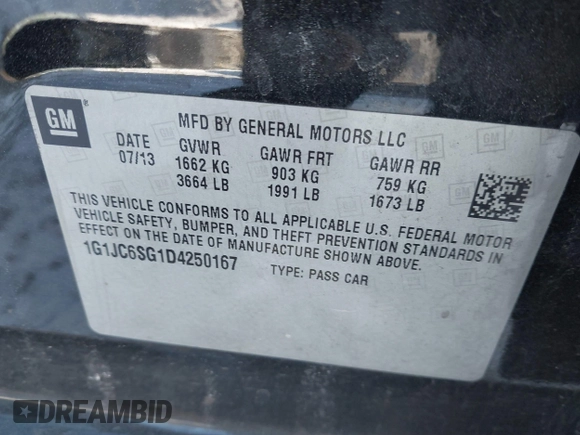 GM
MFD BY GENERAL MOTORS LLC
DATE GVWR GAWR FRT GAWR RR
07/13 1662 KG 903 KG 759 KG
3664 LB 1991 LB 1673 LB
THIS VEHICLE CONFORMS TO ALL APPLICABLE U.S. FEDERAL MOTOR
VEHICLE SAFETY, BUMPER, AND THEFT PREVENTION STANDARDS IN
EFFECT ON THE DATE OF MANUFACTURE SHOWN ABOVE.
1G1JC6SG1D4250167
TYPE: PASS CAR
DREAMBID